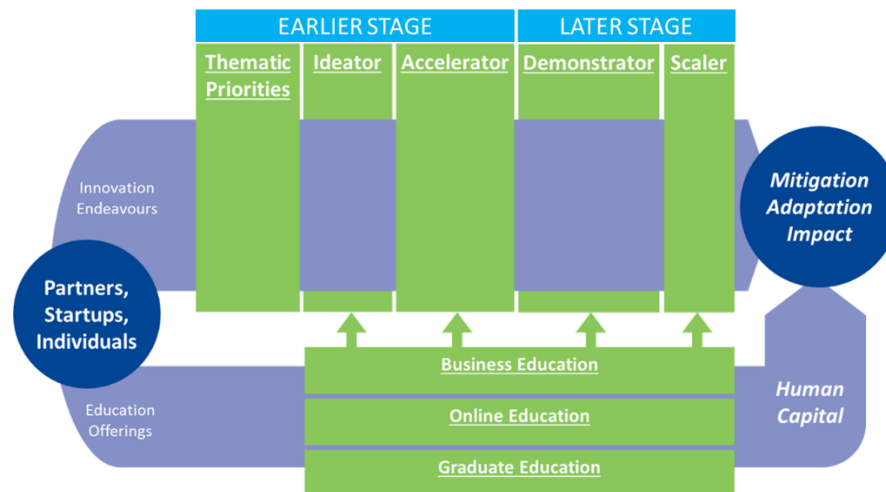 EARLIER STAGE
LATER STAGE
Thematic
Priorities
Ideator
Accelerator
Demonstrator
Scaler
Innovation
Endeavours
Mitigation
Adaptation
Impact
Partners,
Startups,
Individuals
Business Education
Education
Offerings
Online Education
Human
Capital
Graduate Education